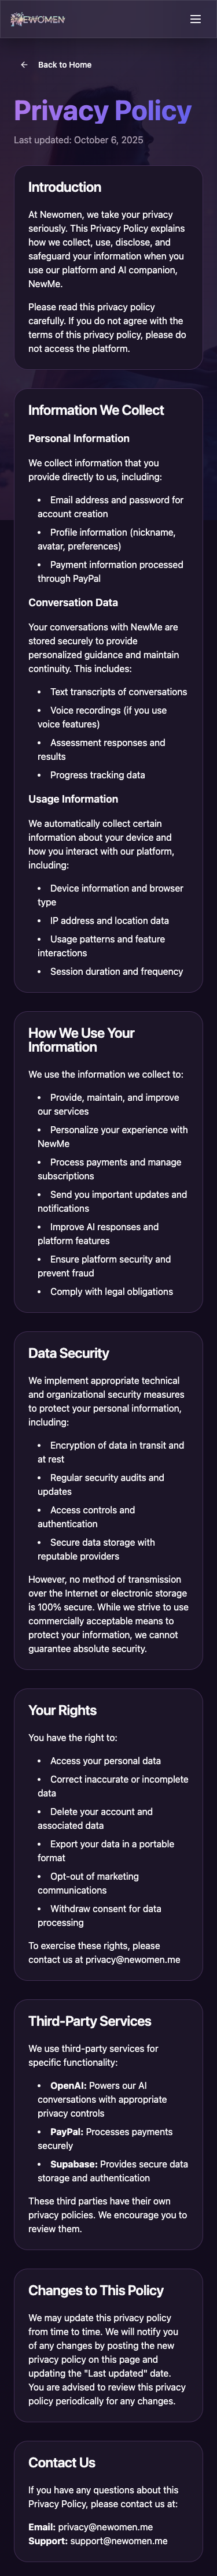 NEWOMEN
Back to Home
Privacy Policy
Last updated: October 6, 2025
Introduction
At Newomen, we take your privacy
seriously. This Privacy Policy explains
how we collect, use, disclose, and
safeguard your information when you
use our platform and AI companion,
NewMe.
Please read this privacy policy
carefully. If you do not agree with the
terms of this privacy policy, please do
not access the platform.
Information We Collect
Personal Information
We collect information that you
provide directly to us, including:
• Email address and password for
account creation
• Profile information (nickname,
avatar, preferences)
• Payment information processed
through PayPal
Conversation Data
Your conversations with NewMe are
stored securely to provide
personalized guidance and maintain
continuity. This includes:
• Text transcripts of conversations
• Voice recordings (if you use
voice features)
• Assessment responses and
results
• Progress tracking data
Usage Information
We automatically collect certain
information about your device and
how you interact with our platform,
including:
• Device information and browser
type
• IP address and location data
• Usage patterns and feature
interactions
• Session duration and frequency
How We Use Your
Information
We use the information we collect to:
• Provide, maintain, and improve
our services
• Personalize your experience with
NewMe
• Process payments and manage
subscriptions
• Send you important updates and
notifications
• Improve AI responses and
platform features
• Ensure platform security and
prevent fraud
• Comply with legal obligations
Data Security
We implement appropriate technical
and organizational security measures
to protect your personal information,
including:
• Encryption of data in transit and
at rest
• Regular security audits and
updates
• Access controls and
authentication
• Secure data storage with
reputable providers
However, no method of transmission
over the Internet or electronic storage
is 100% secure. While we strive to use
commercially acceptable means to
protect your information, we cannot
guarantee absolute security.
Your Rights
You have the right to:
• Access your personal data
• Correct inaccurate or incomplete
data
• Delete your account and
associated data
• Export your data in a portable
format
• Opt-out of marketing
communications
• Withdraw consent for data
processing
To exercise these rights, please
contact us at privacy@newomen.me
Third-Party Services
We use third-party services for
specific functionality:
• OpenAI: Powers our AI
conversations with appropriate
privacy controls
• PayPal: Processes payments
securely
• Supabase: Provides secure data
storage and authentication
These third parties have their own
privacy policies. We encourage you to
review them.
Changes to This Policy
We may update this privacy policy
from time to time. We will notify you
of any changes by posting the new
privacy policy on this page and
updating the "Last updated" date.
You are advised to review this privacy
policy periodically for any changes.
Contact Us
If you have any questions about this
Privacy Policy, please contact us at:
Email: privacy@newomen.me
Support: support@newomen.me